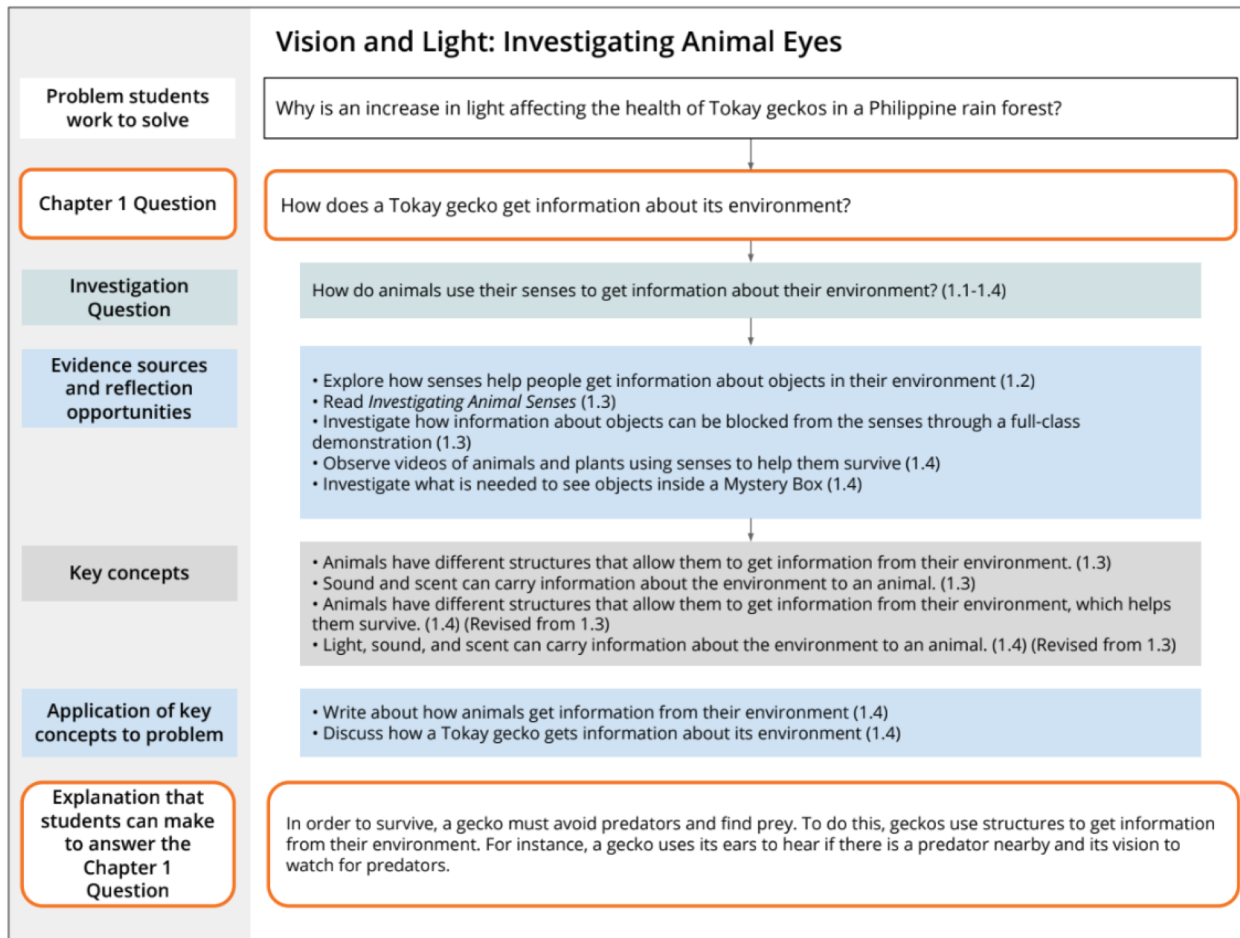 Vision and Light: Investigating Animal Eyes
Problem students
work to solve
Why is an increase in light affecting the health of Tokay geckos in a Philippine rain forest?
Chapter 1 Question
How does a Tokay gecko get information about its environment?
Investigation
Question
How do animals use their senses to get information about their environment? (1.1-1.4)
Evidence sources
and reflection
opportunities
• Explore how senses help people get information about objects in their environment (1.2)
• Read Investigating Animal Senses (1.3)
• Investigate how information about objects can be blocked from the senses through a full-class
demonstration (1.3)
• Observe videos of animals and plants using senses to help them survive (1.4)
• Investigate what is needed to see objects inside a Mystery Box (1.4)
Key concepts
• Animals have different structures that allow them to get information from their environment. (1.3)
• Sound and scent can carry information about the environment to an animal. (1.3)
• Animals have different structures that allow them to get information from their environment, which helps
them survive. (1.4) (Revised from 1.3)
• Light, sound, and scent can carry information about the environment to an animal. (1.4) (Revised from 1.3)
Application of key
concepts to problem
• Write about how animals get information from their environment (1.4)
• Discuss how a Tokay gecko gets information about its environment (1.4)
Explanation that
students can make
to answer the
Chapter 1
Question
In order to survive, a gecko must avoid predators and find prey. To do this, geckos use structures to get information
from their environment. For instance, a gecko uses its ears to hear if there is a predator nearby and its vision to
watch for predators.